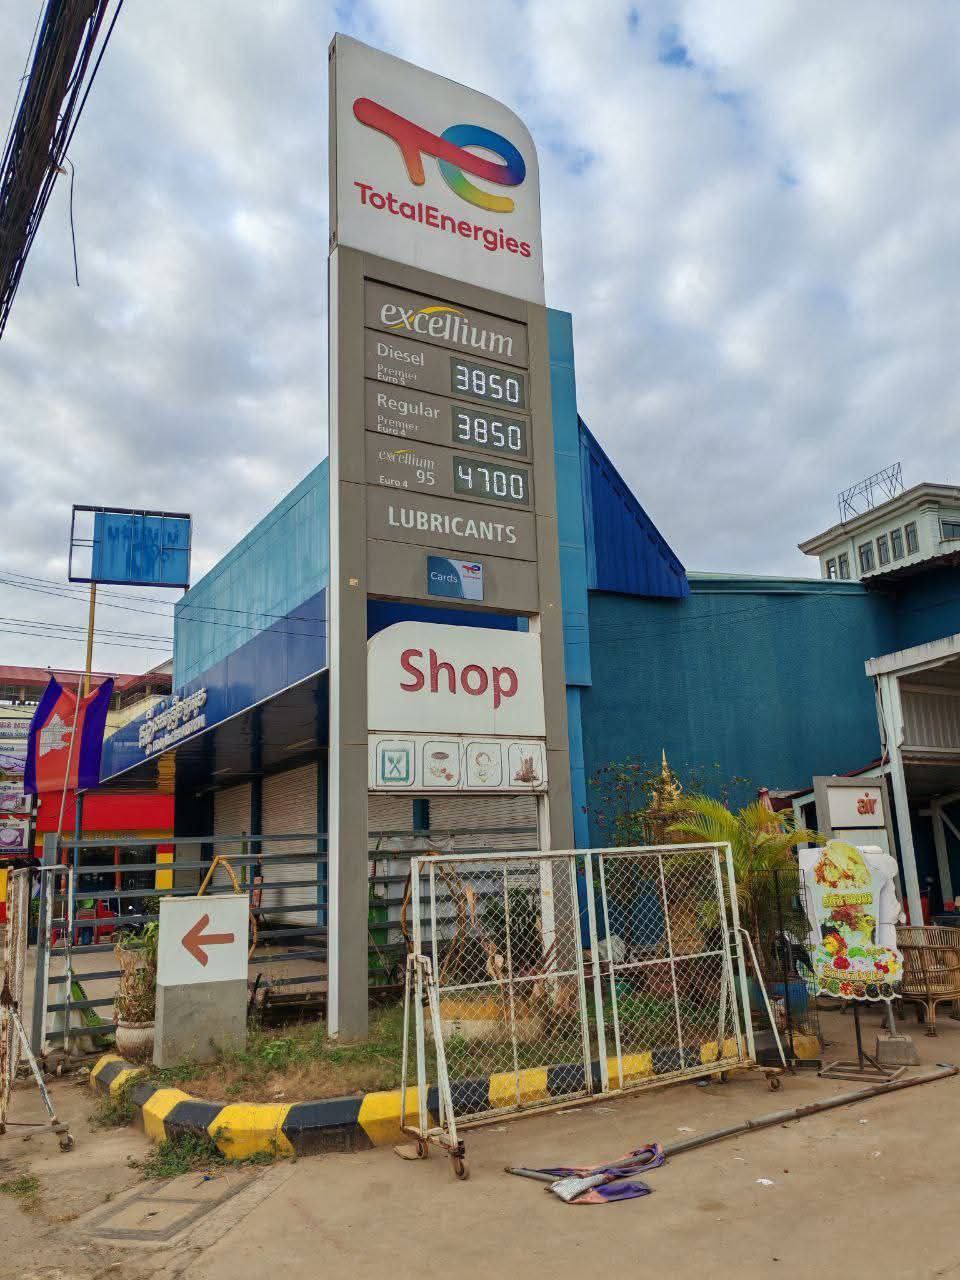 TotalEnergies
excellium
Diesel
Premier
Euro 5
3850
Regular
Premier
Euro 4
3850
excellium
95
Euro 4
4700
LUBRICANTS
Cards
Shop
air